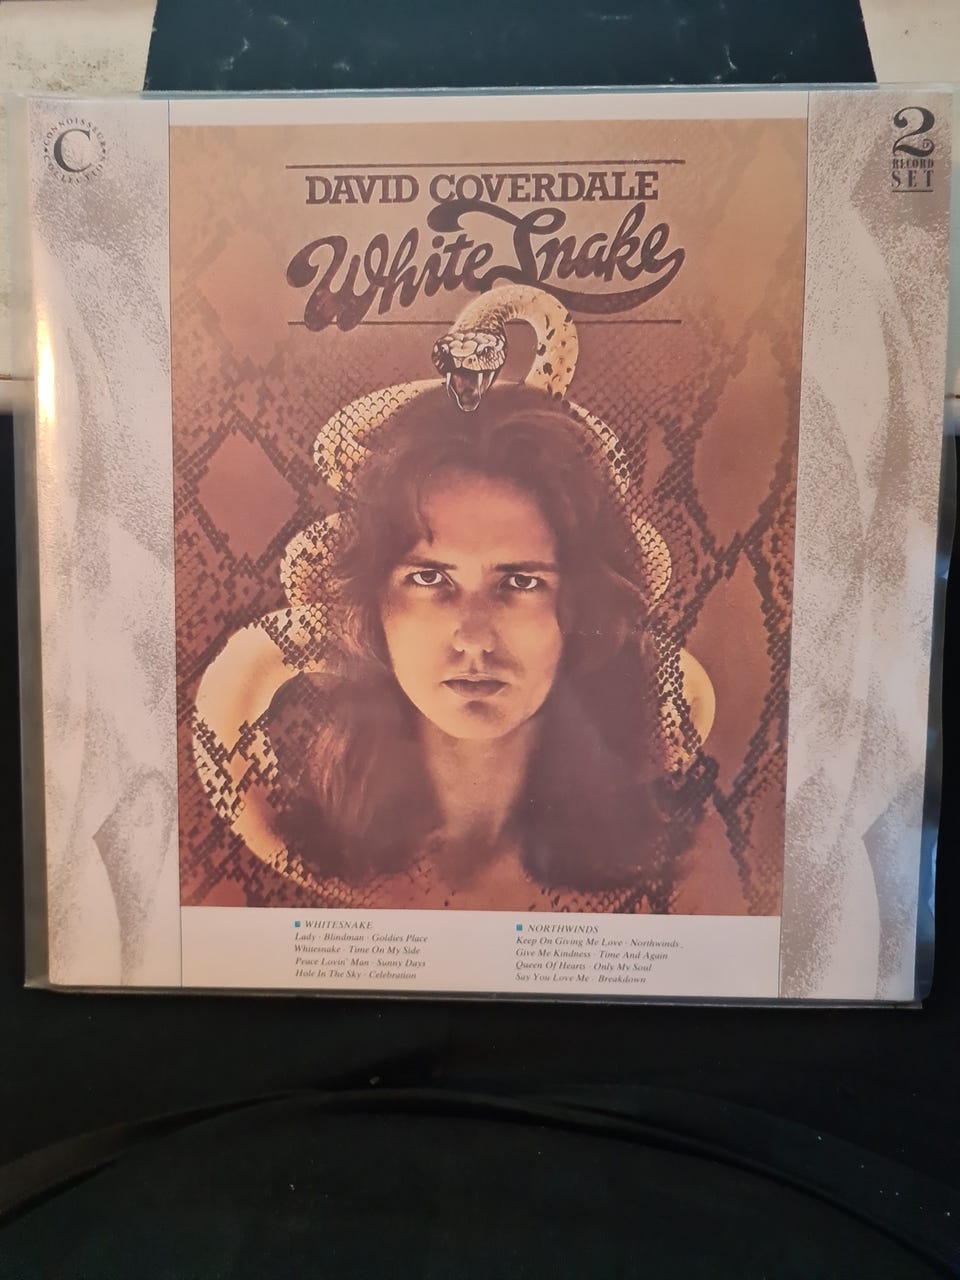 CONNOISSEUR
C
COLLECTION
2
RECORD
SET
DAVID COVERDALE
White Snake
WHITESNAKE
Lady · Blindman · Goldies Place
Whitesnake · Time On My Side
Peace Lovin' Man · Sunny Days
Hole In The Sky · Celebration
NORTHWINDS
Keep On Giving Me Love · Northwinds
Give Me Kindness · Time And Again
Queen Of Hearts · Only My Soul
Say You Love Me · Breakdown